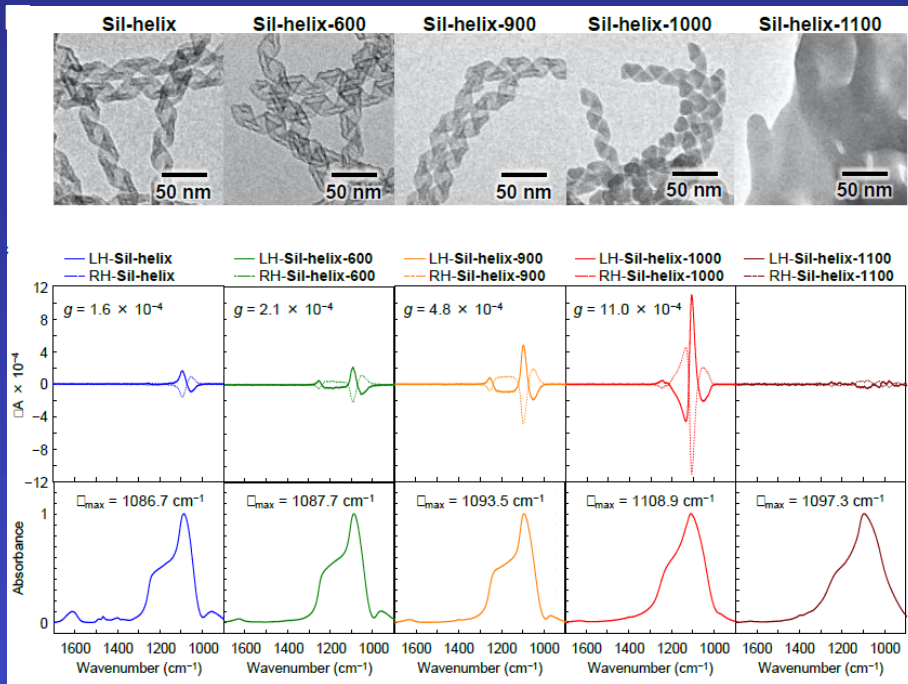 Sil-helix Sil-helix-600 Sil-helix-900 Sil-helix-1000 Sil-helix-1100
50 nm 50 nm 50 nm 50 nm 50 nm
LH-Sil-helix LH-Sil-helix-600 LH-Sil-helix-900 LH-Sil-helix-1000 LH-Sil-helix-1100
RH-Sil-helix RH-Sil-helix-600 RH-Sil-helix-900 RH-Sil-helix-1000 RH-Sil-helix-1100
12
g = 1.6 × 10⁻⁴ g = 2.1 × 10⁻⁴ g = 4.8 × 10⁻⁴ g = 11.0 × 10⁻⁴
8
4
0
−4
−8
−12
□A × 10⁻⁴
□max = 1086.7 cm⁻¹ □max = 1087.7 cm⁻¹ □max = 1093.5 cm⁻¹ □max = 1108.9 cm⁻¹ □max = 1097.3 cm⁻¹
1
0
Absorbance
1600 1400 1200 1000 1600 1400 1200 1000 1600 1400 1200 1000 1600 1400 1200 1000 1600 1400 1200 1000
Wavenumber (cm⁻¹) Wavenumber (cm⁻¹) Wavenumber (cm⁻¹) Wavenumber (cm⁻¹) Wavenumber (cm⁻¹)